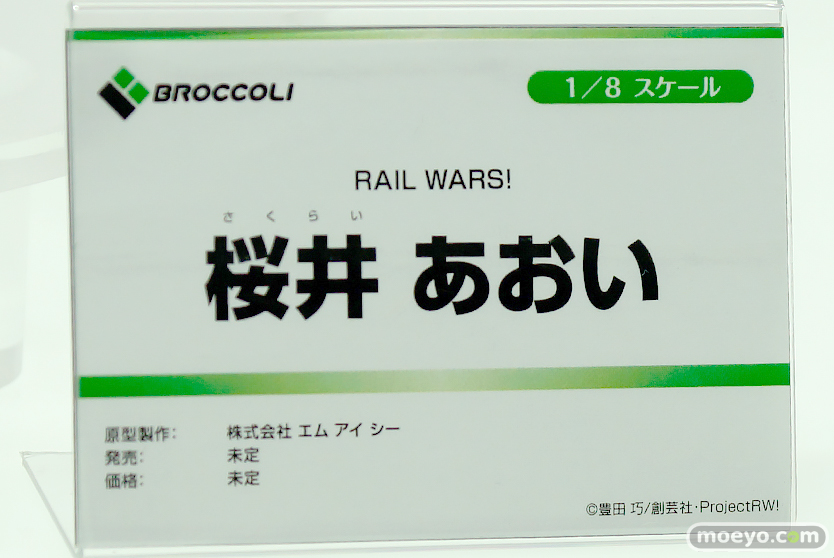 BROCCOLI
1/8 スケール
RAIL WARS!
さくらい
桜井 あおい
原型製作： 株式会社 エム アイ シー
発売： 未定
価格： 未定
©豊田 巧/創芸社・ProjectRW!
moeyo.com